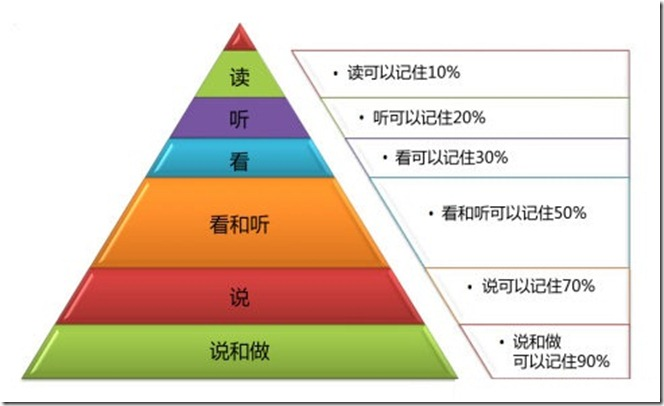 读
• 读可以记住10%
听
• 听可以记住20%
看
• 看可以记住30%
看和听
• 看和听可以记住50%
说
• 说可以记住70%
说和做
• 说和做
可以记住90%